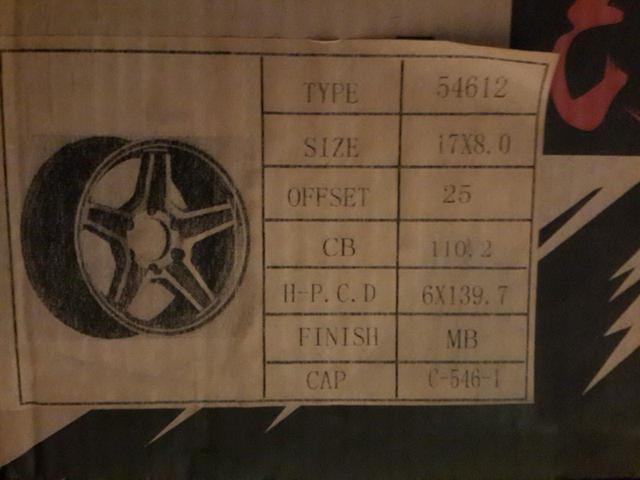 TYPE 54612
SIZE 17X8.0
OFFSET 25
CB 110.2
H-P.C.D 6X139.7
FINISH MB
CAP C-546-1